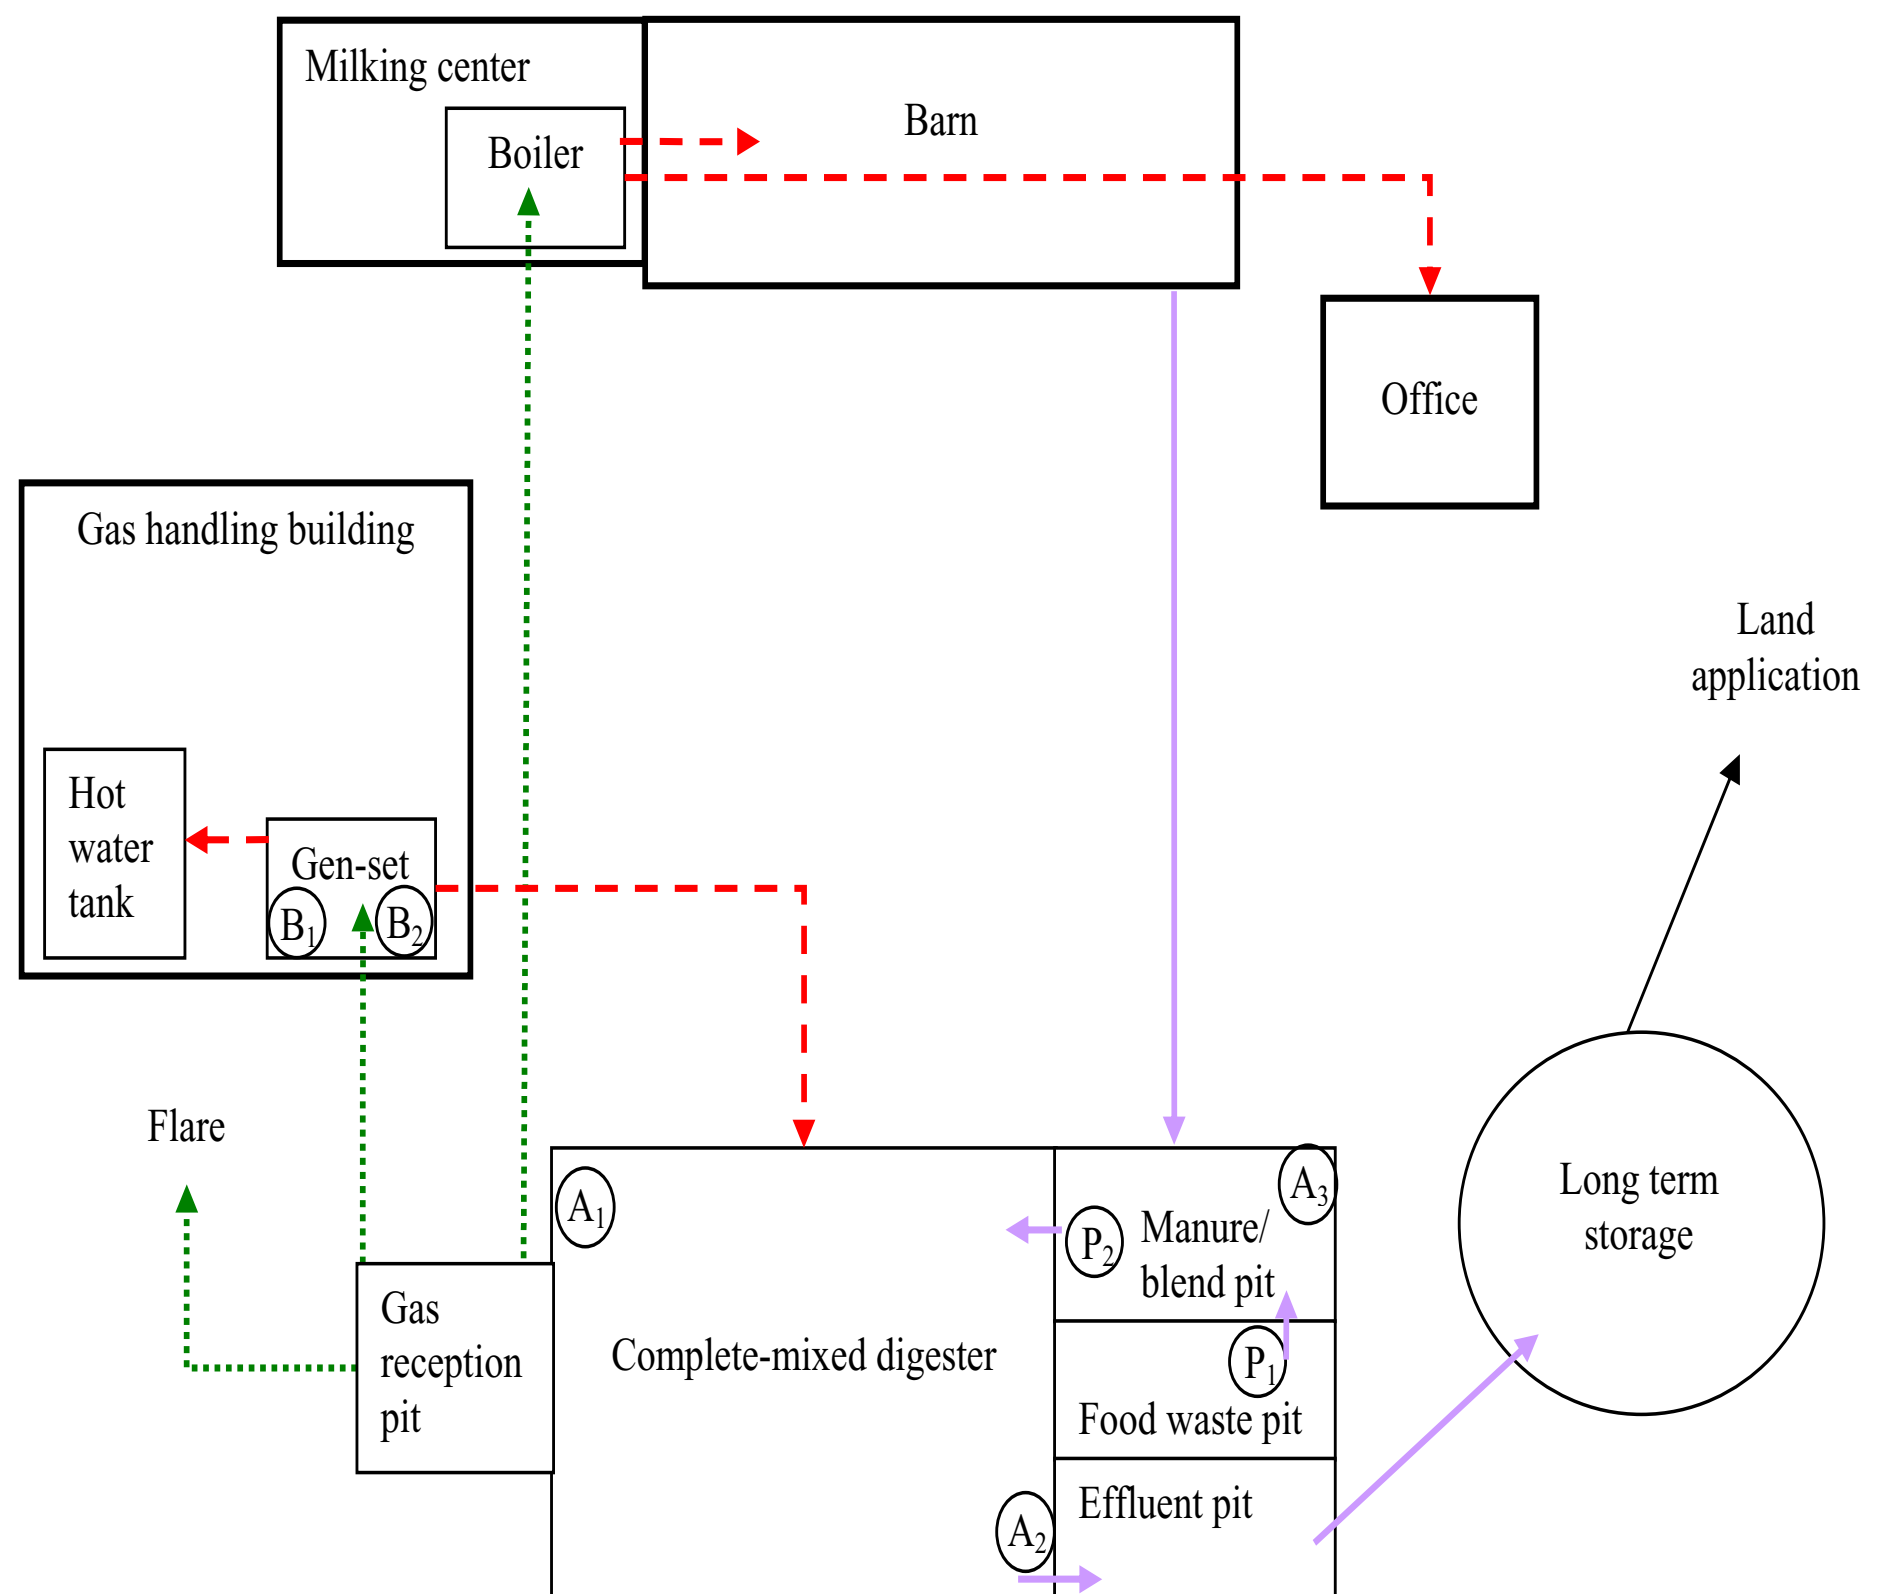 Milking center
Boiler
Barn
Office
Gas handling building
Land
application
Hot
water
tank
Gen-set
B₁
B₂
Flare
A₁
A₃
P₂
Manure/
blend pit
Long term
storage
Gas
reception
pit
Complete-mixed digester
P₁
Food waste pit
Effluent pit
A₂